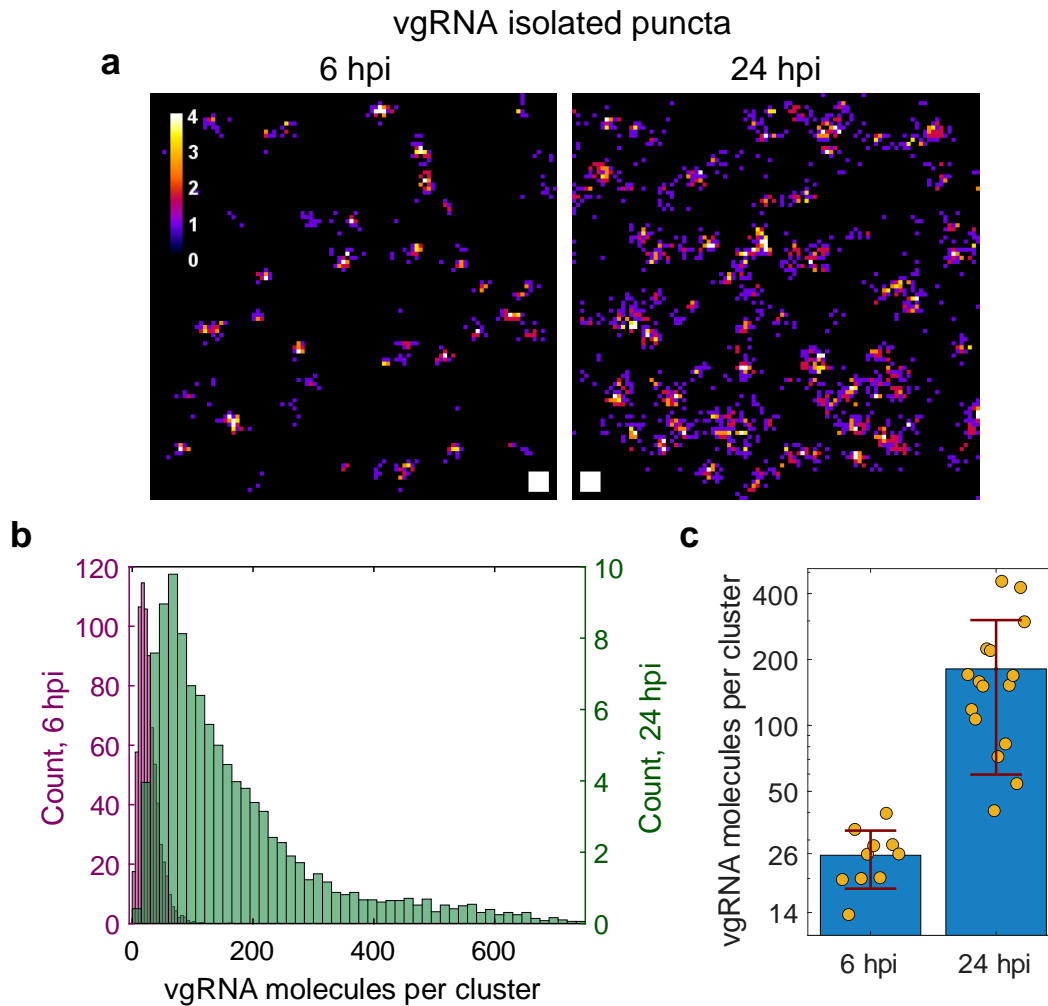 vgRNA isolated puncta
a
6 hpi
24 hpi
4
3
2
1
0
b
Count, 6 hpi
120
100
80
60
40
20
0
10
8
6
4
2
0
Count, 24 hpi
0
200
400
600
vgRNA molecules per cluster
c
vgRNA molecules per cluster
400
200
100
50
26
14
6 hpi
24 hpi